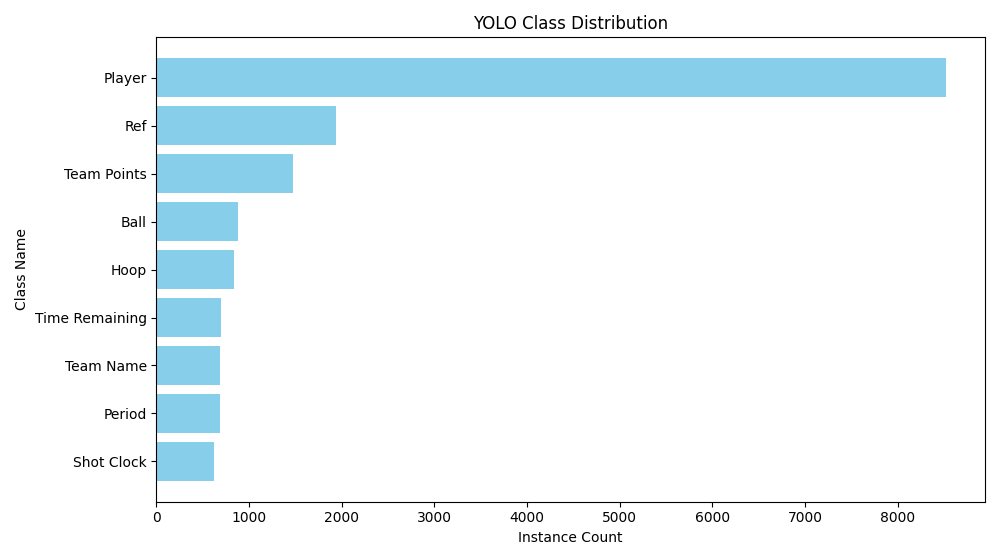 YOLO Class Distribution
Class Name
Player
Ref
Team Points
Ball
Hoop
Time Remaining
Team Name
Period
Shot Clock
0 1000 2000 3000 4000 5000 6000 7000 8000
Instance Count